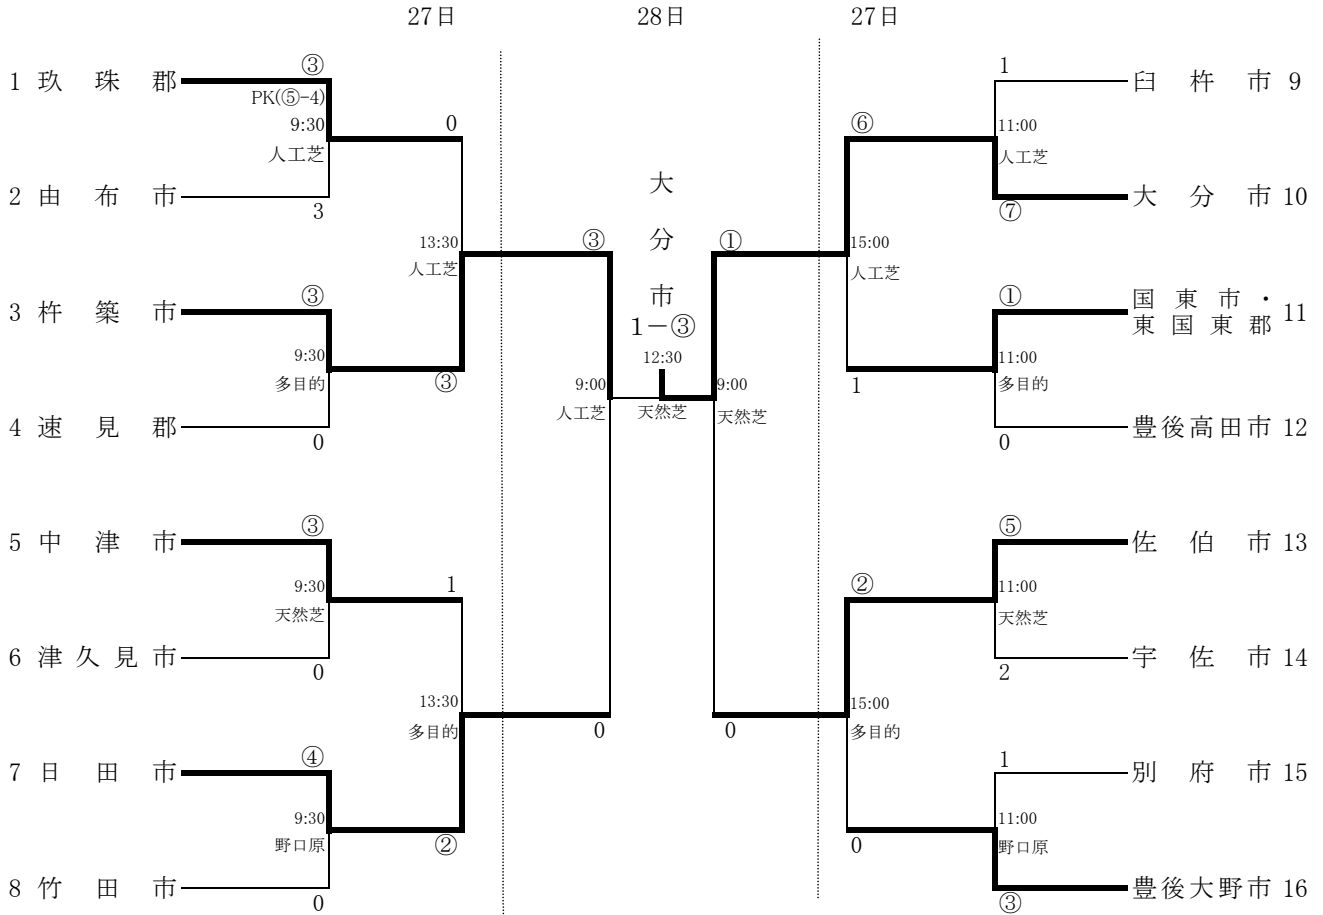 27日 28日 27日
1 玖珠郡 ③
PK(⑤-4)
9:30
人工芝
2 由布市 3
0
13:30
人工芝
3 杵築市 ③
9:30
多目的
4 速見郡 0
③
5 中津市 ③
9:30
天然芝
6 津久見市 0
1
13:30
多目的
7 日田市 ④
9:30
野口原
8 竹田市 0
②
③
9:00
人工芝
0
大分市
1－③
12:30
天然芝
①
9:00
天然芝
0
⑥
15:00
人工芝
1
②
15:00
多目的
0
1 臼杵市 9
11:00
人工芝
⑦ 大分市 10
① 国東市・
東国東郡 11
11:00
多目的
0 豊後高田市 12
⑤ 佐伯市 13
11:00
天然芝
2 宇佐市 14
1 別府市 15
11:00
野口原
③ 豊後大野市 16